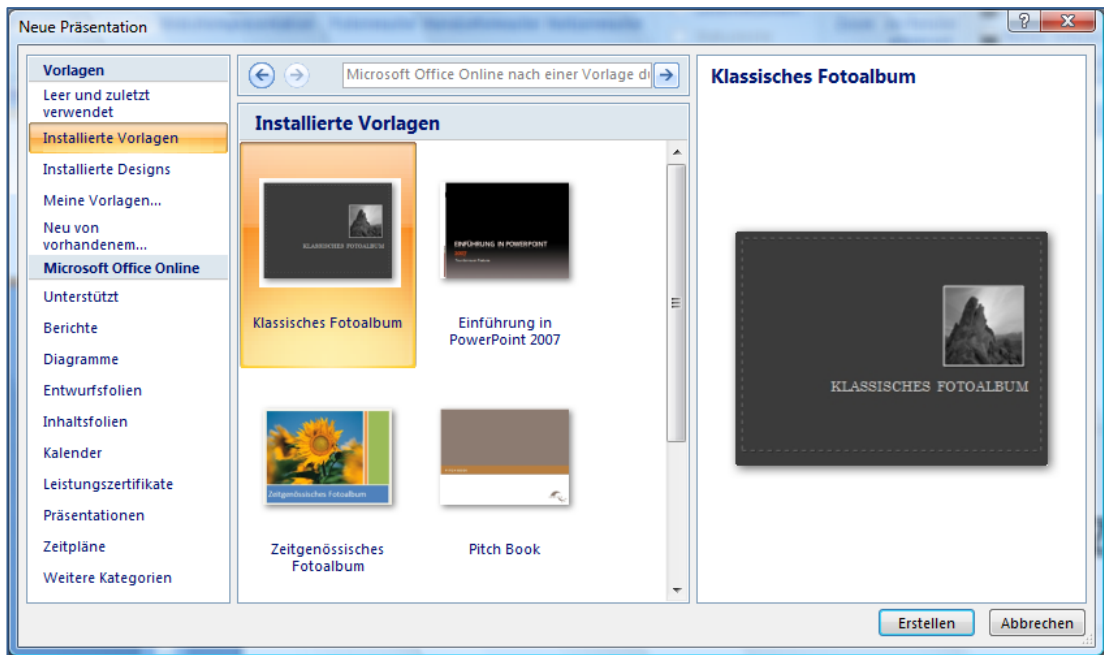 Neue Präsentation
Vorlagen
Leer und zuletzt
verwendet
Installierte Vorlagen
Installierte Designs
Meine Vorlagen...
Neu von
vorhandenem...
Microsoft Office Online
Unterstützt
Berichte
Diagramme
Entwurfsfolien
Inhaltsfolien
Kalender
Leistungszertifikate
Präsentationen
Zeitpläne
Weitere Kategorien
Microsoft Office Online nach einer Vorlage
Installierte Vorlagen
KLASSISCHES FOTOALBUM
EINFÜHRUNG IN POWERPOINT
2007
Klassisches Fotoalbum
Einführung in
PowerPoint 2007
Zeitgenössisches Fotoalbum
Zeitgenössisches
Fotoalbum
Pitch Book
Klassisches Fotoalbum
KLASSISCHES FOTOALBUM
Erstellen
Abbrechen